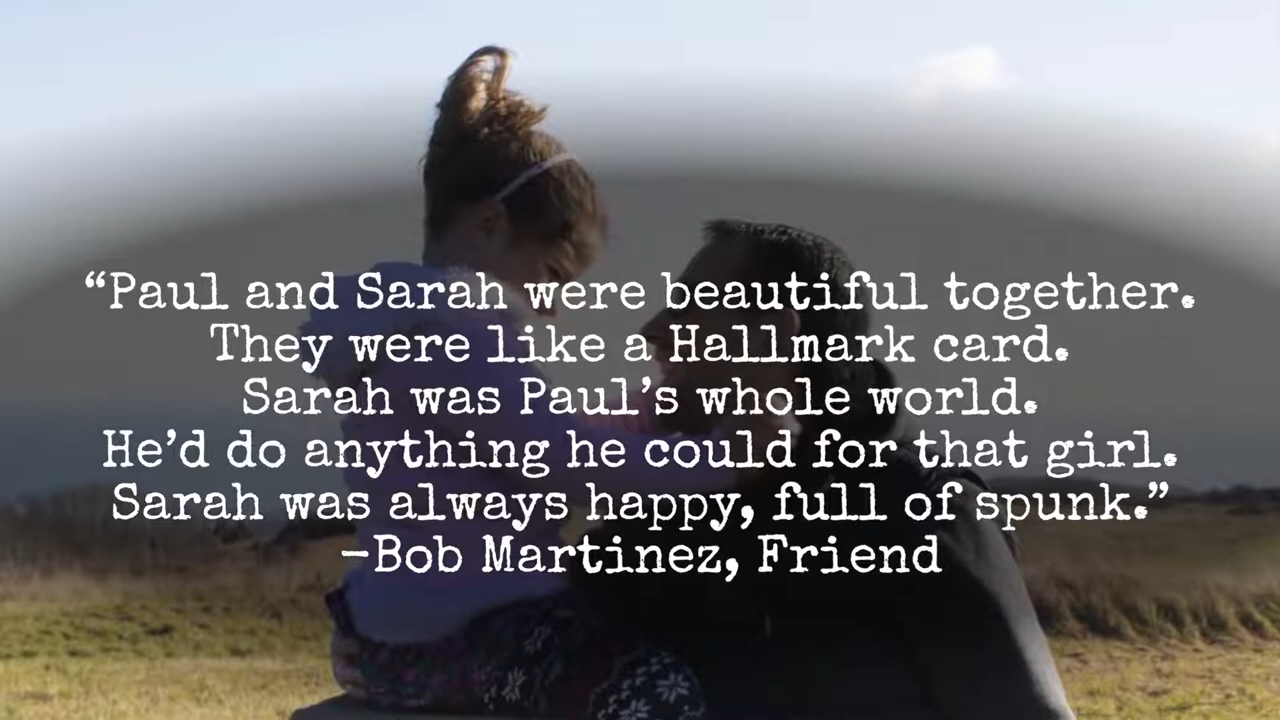 “Paul and Sarah were beautiful together.
They were like a Hallmark card.
Sarah was Paul’s whole world.
He’d do anything he could for that girl.
Sarah was always happy, full of spunk.”
–Bob Martinez, Friend